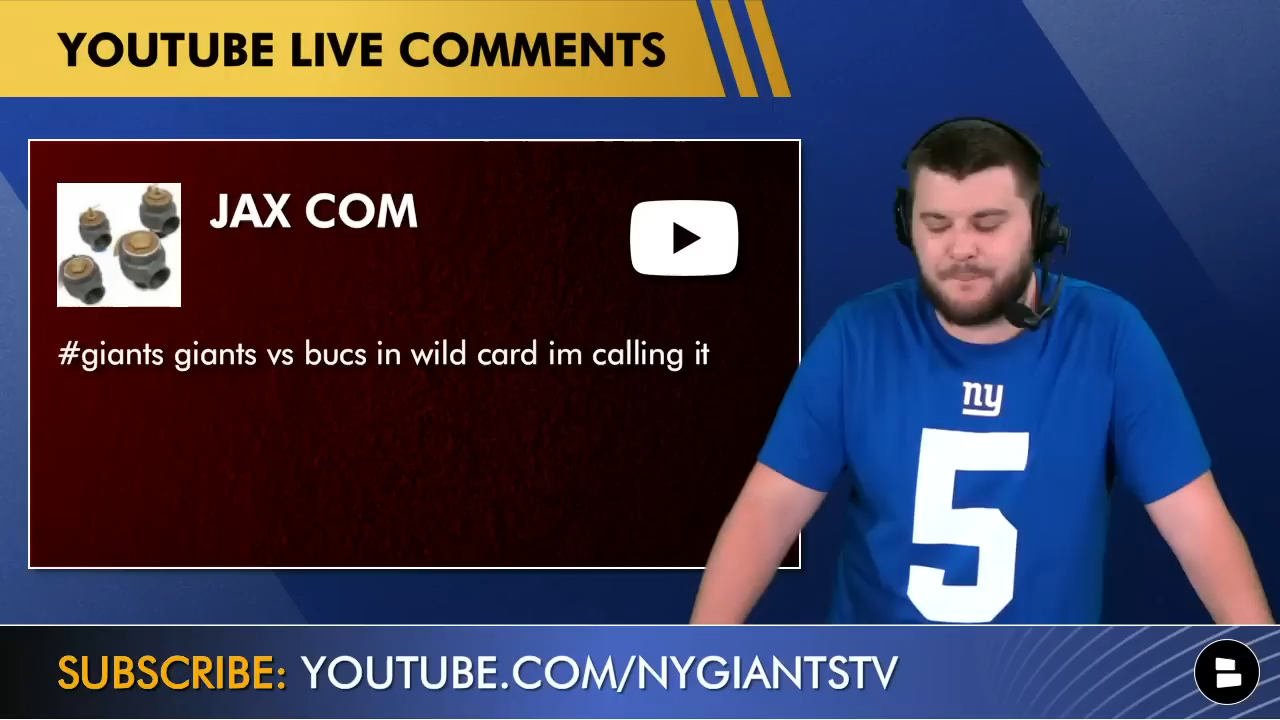 YOUTUBE LIVE COMMENTS
JAX COM
#giants giants vs bucs in wild card im calling it
ny
5
SUBSCRIBE: YOUTUBE.COM/NYGIANTSTV